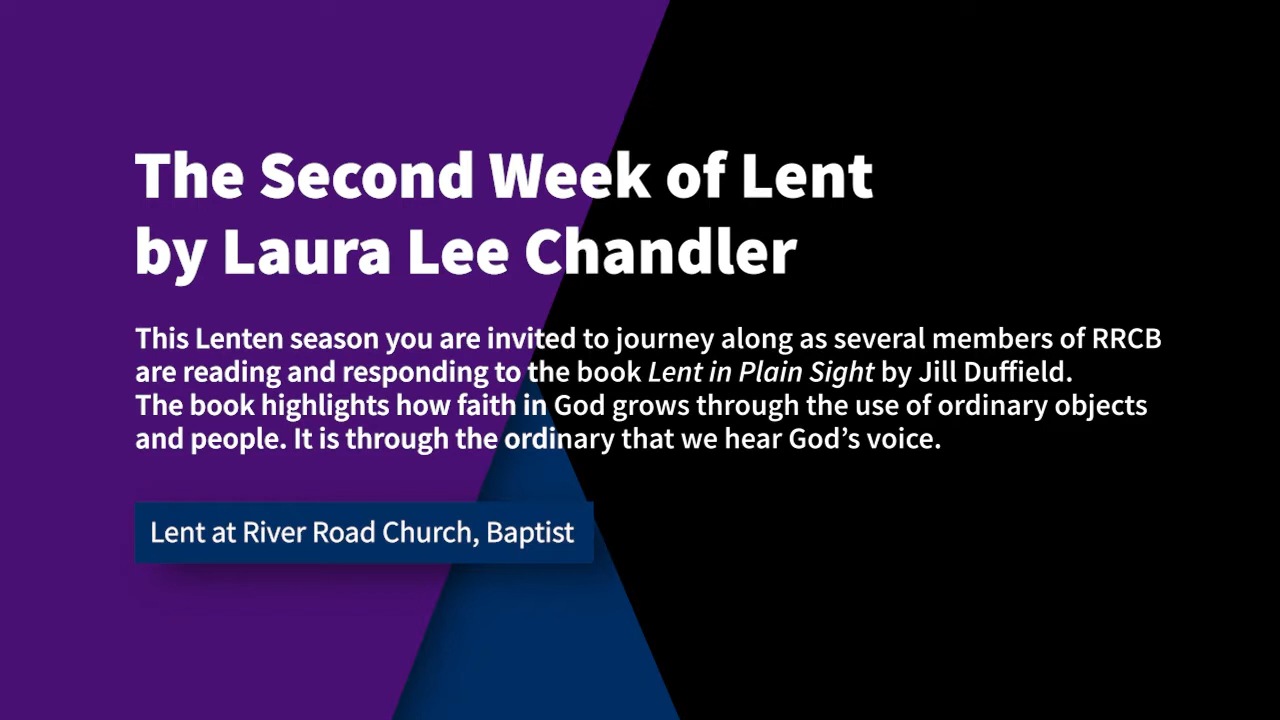 The Second Week of Lent
by Laura Lee Chandler
This Lenten season you are invited to journey along as several members of RRCB
are reading and responding to the book Lent in Plain Sight by Jill Duffield.
The book highlights how faith in God grows through the use of ordinary objects
and people. It is through the ordinary that we hear God’s voice.
Lent at River Road Church, Baptist